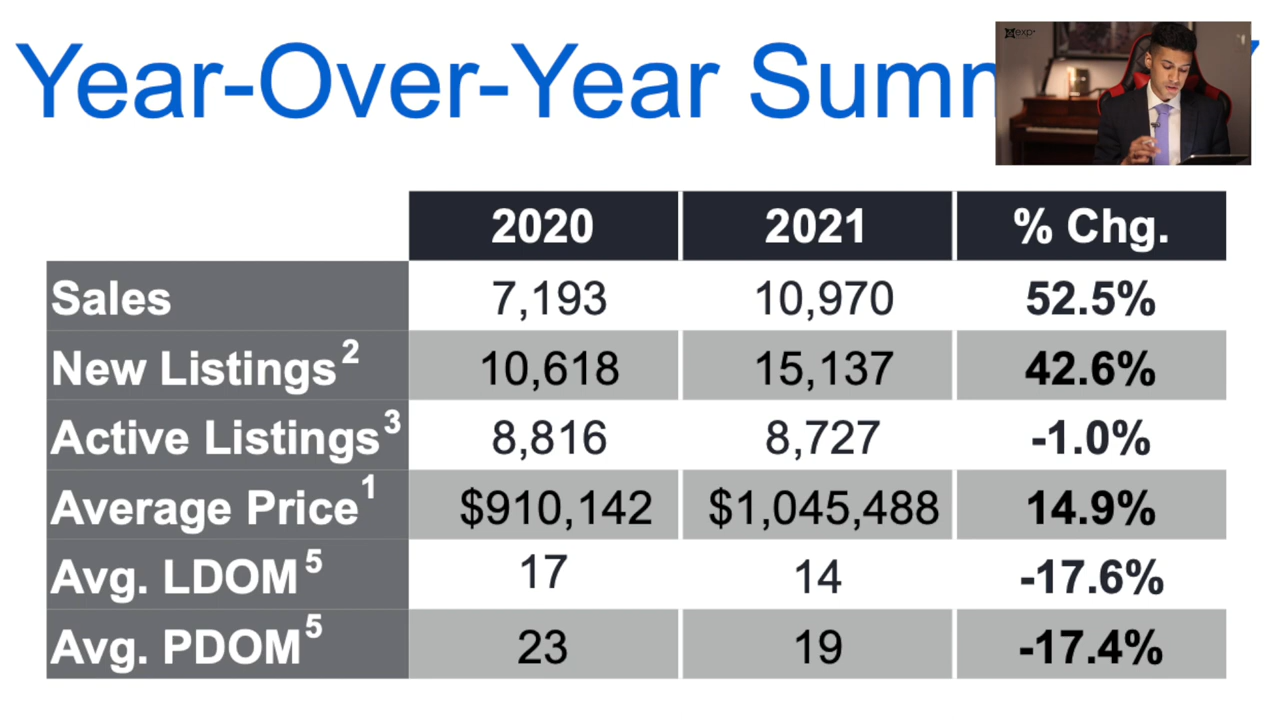 Year-Over-Year Summ
exp
2020 2021 % Chg.
Sales 7,193 10,970 52.5%
New Listings² 10,618 15,137 42.6%
Active Listings³ 8,816 8,727 -1.0%
Average Price¹ $910,142 $1,045,488 14.9%
Avg. LDOM⁵ 17 14 -17.6%
Avg. PDOM⁵ 23 19 -17.4%